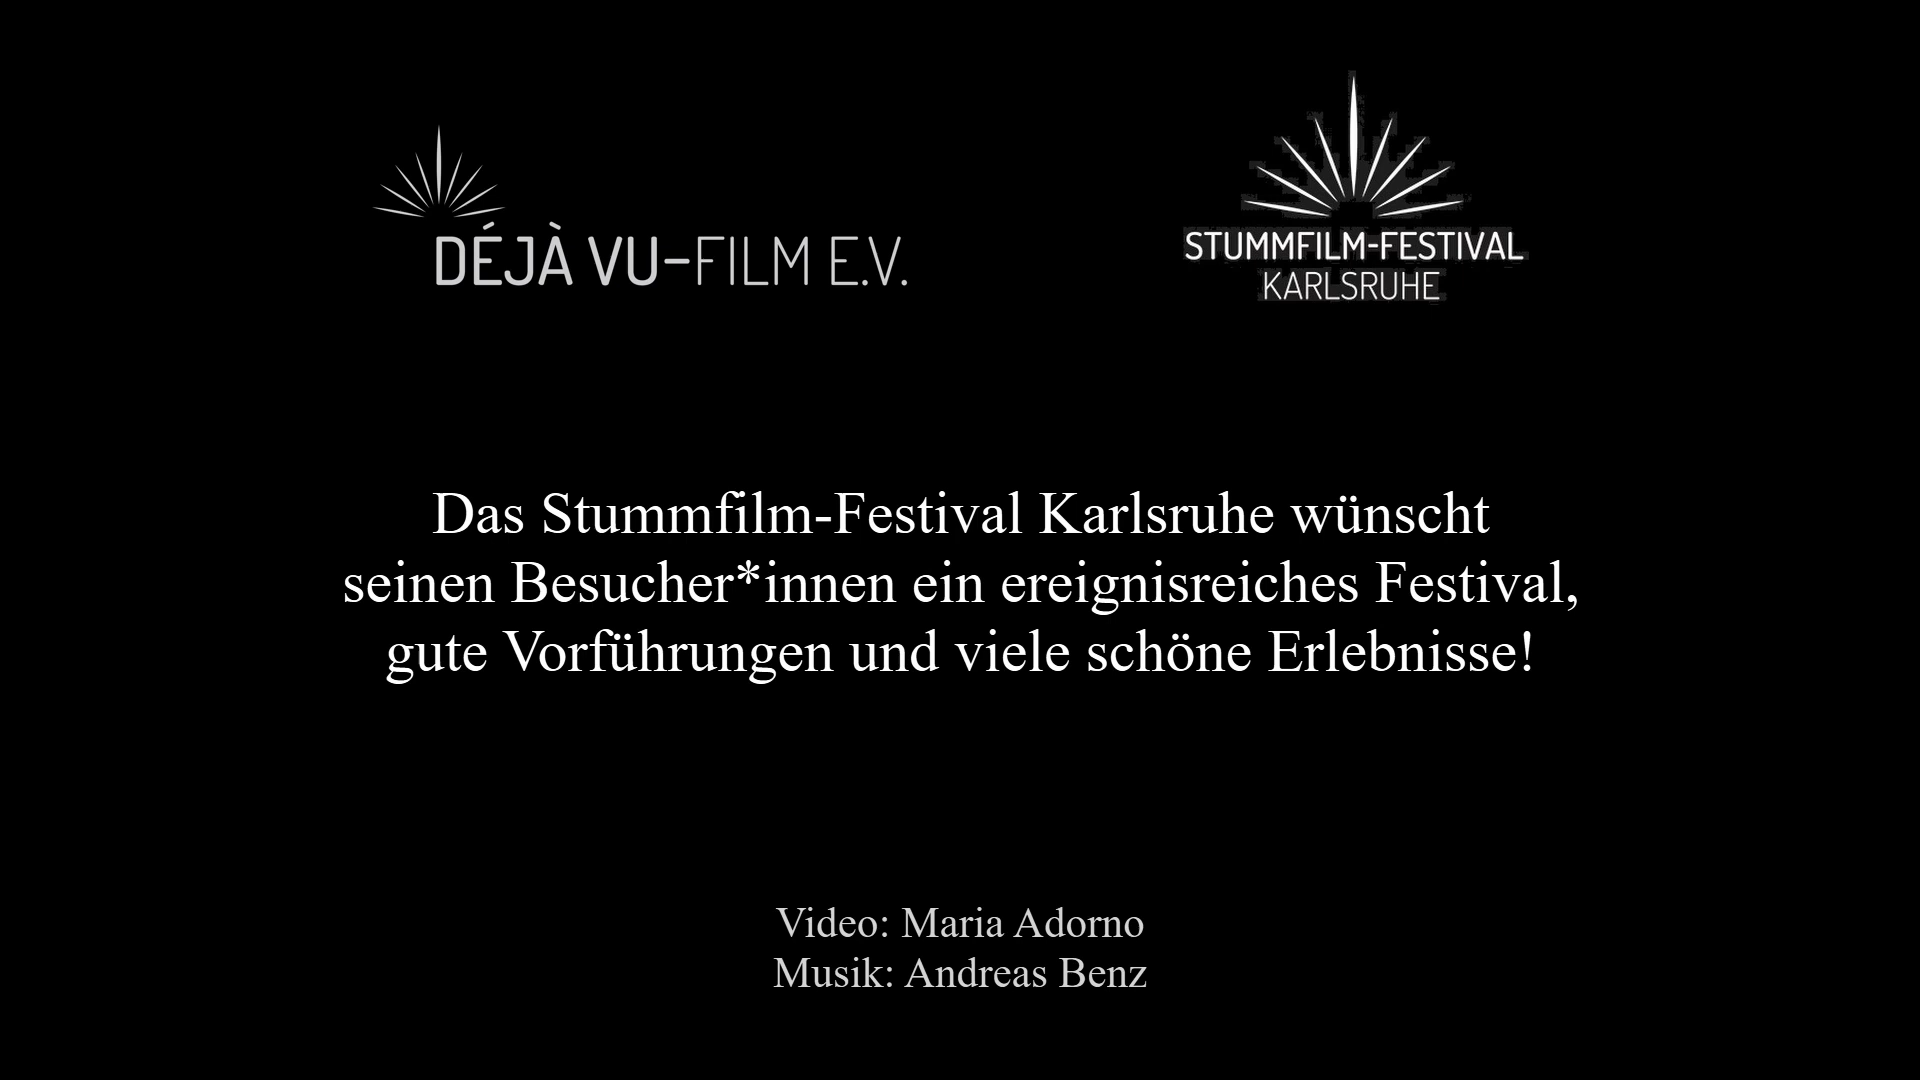 DÉJÀ VU-FILM E.V.
STUMMFILM-FESTIVAL
KARLSRUHE
Das Stummfilm-Festival Karlsruhe wünscht
seinen Besucher*innen ein ereignisreiches Festival,
gute Vorführungen und viele schöne Erlebnisse!
Video: Maria Adorno
Musik: Andreas Benz